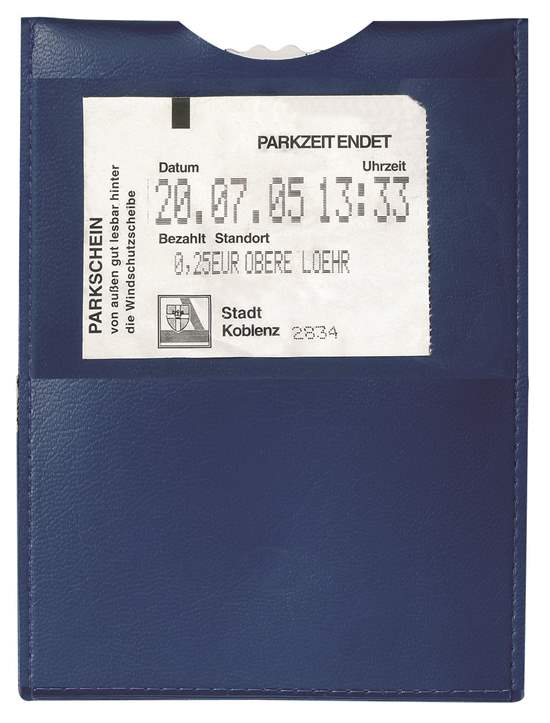 PARKZEIT ENDET
Datum Uhrzeit
20.07.05 13:33
Bezahlt Standort
0,25EUR OBERE LOEHR
Stadt
Koblenz 2834
PARKSCHEIN
von außen gut lesbar hinter
die Windschutzscheibe